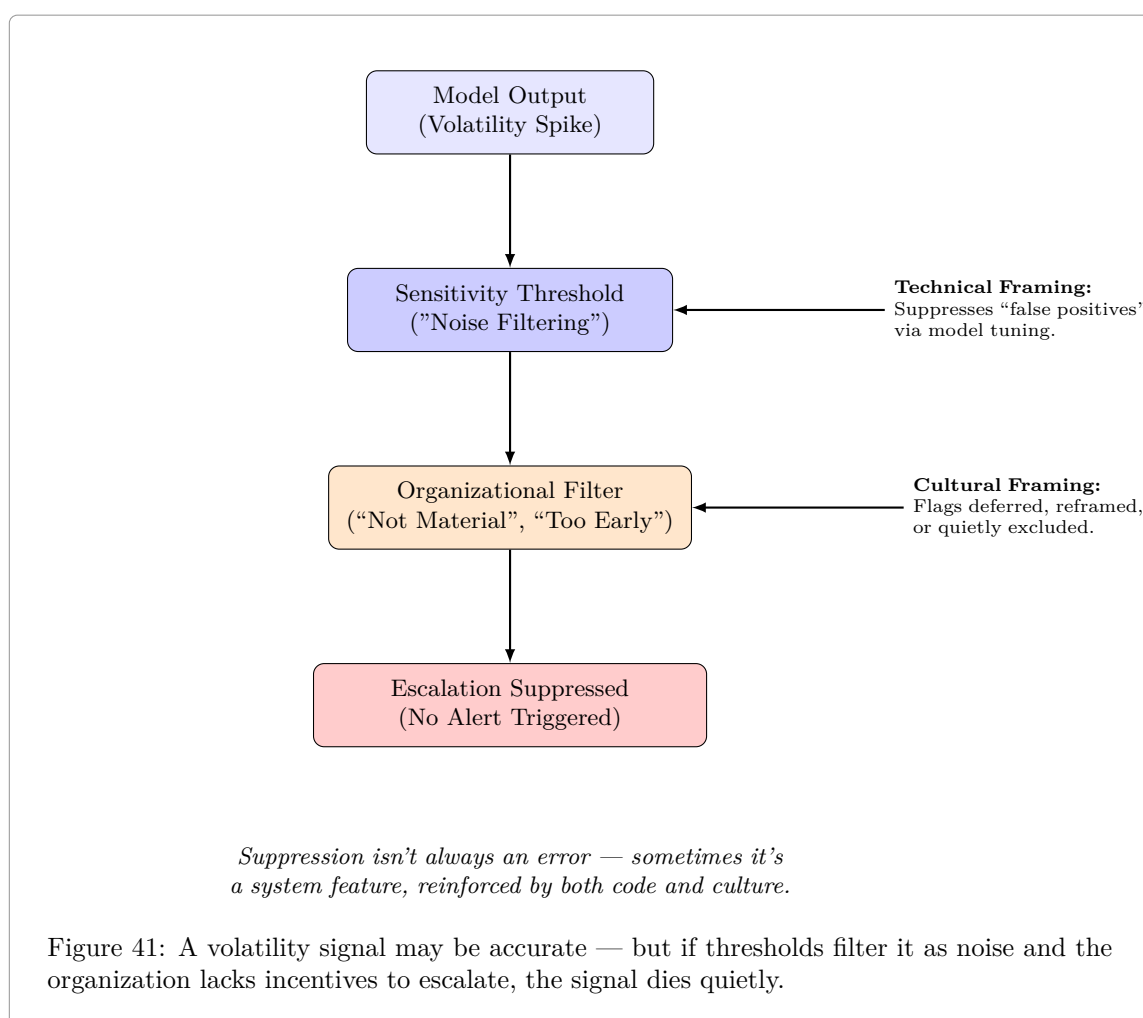 Model Output
(Volatility Spike)
Sensitivity Threshold
(”Noise Filtering”)
Technical Framing:
Suppresses “false positives”
via model tuning.
Organizational Filter
(“Not Material”, “Too Early”)
Cultural Framing:
Flags deferred, reframed,
or quietly excluded.
Escalation Suppressed
(No Alert Triggered)
Suppression isn’t always an error — sometimes it’s
a system feature, reinforced by both code and culture.
Figure 41: A volatility signal may be accurate — but if thresholds filter it as noise and the
organization lacks incentives to escalate, the signal dies quietly.